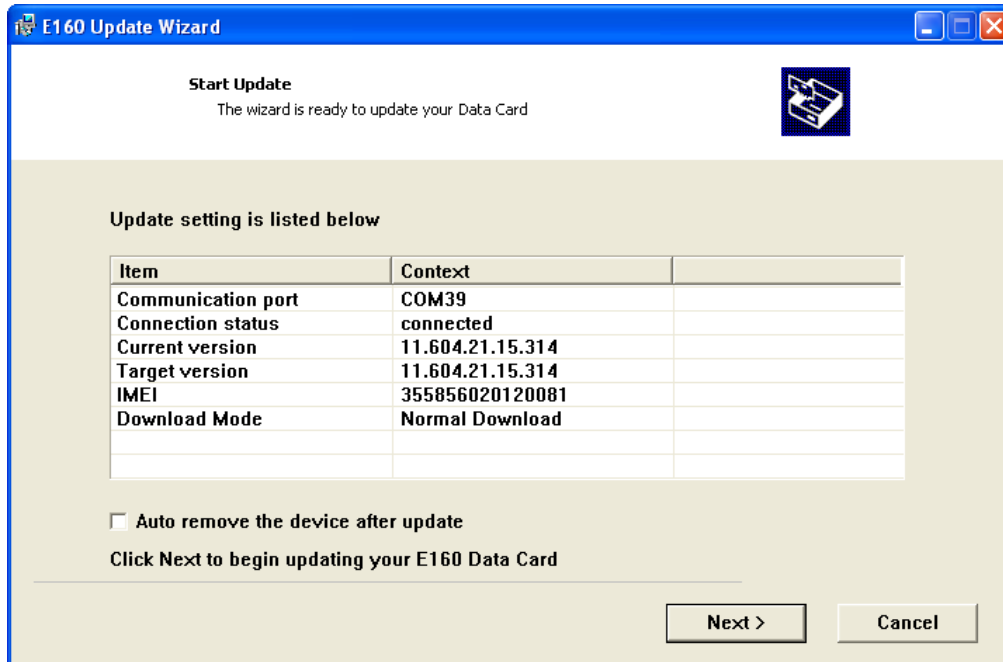 E160 Update Wizard
Start Update
The wizard is ready to update your Data Card
Update setting is listed below
Item Context
Communication port COM39
Connection status connected
Current version 11.604.21.15.314
Target version 11.604.21.15.314
IMEI 355856020120081
Download Mode Normal Download
Auto remove the device after update
Click Next to begin updating your E160 Data Card
Next > Cancel